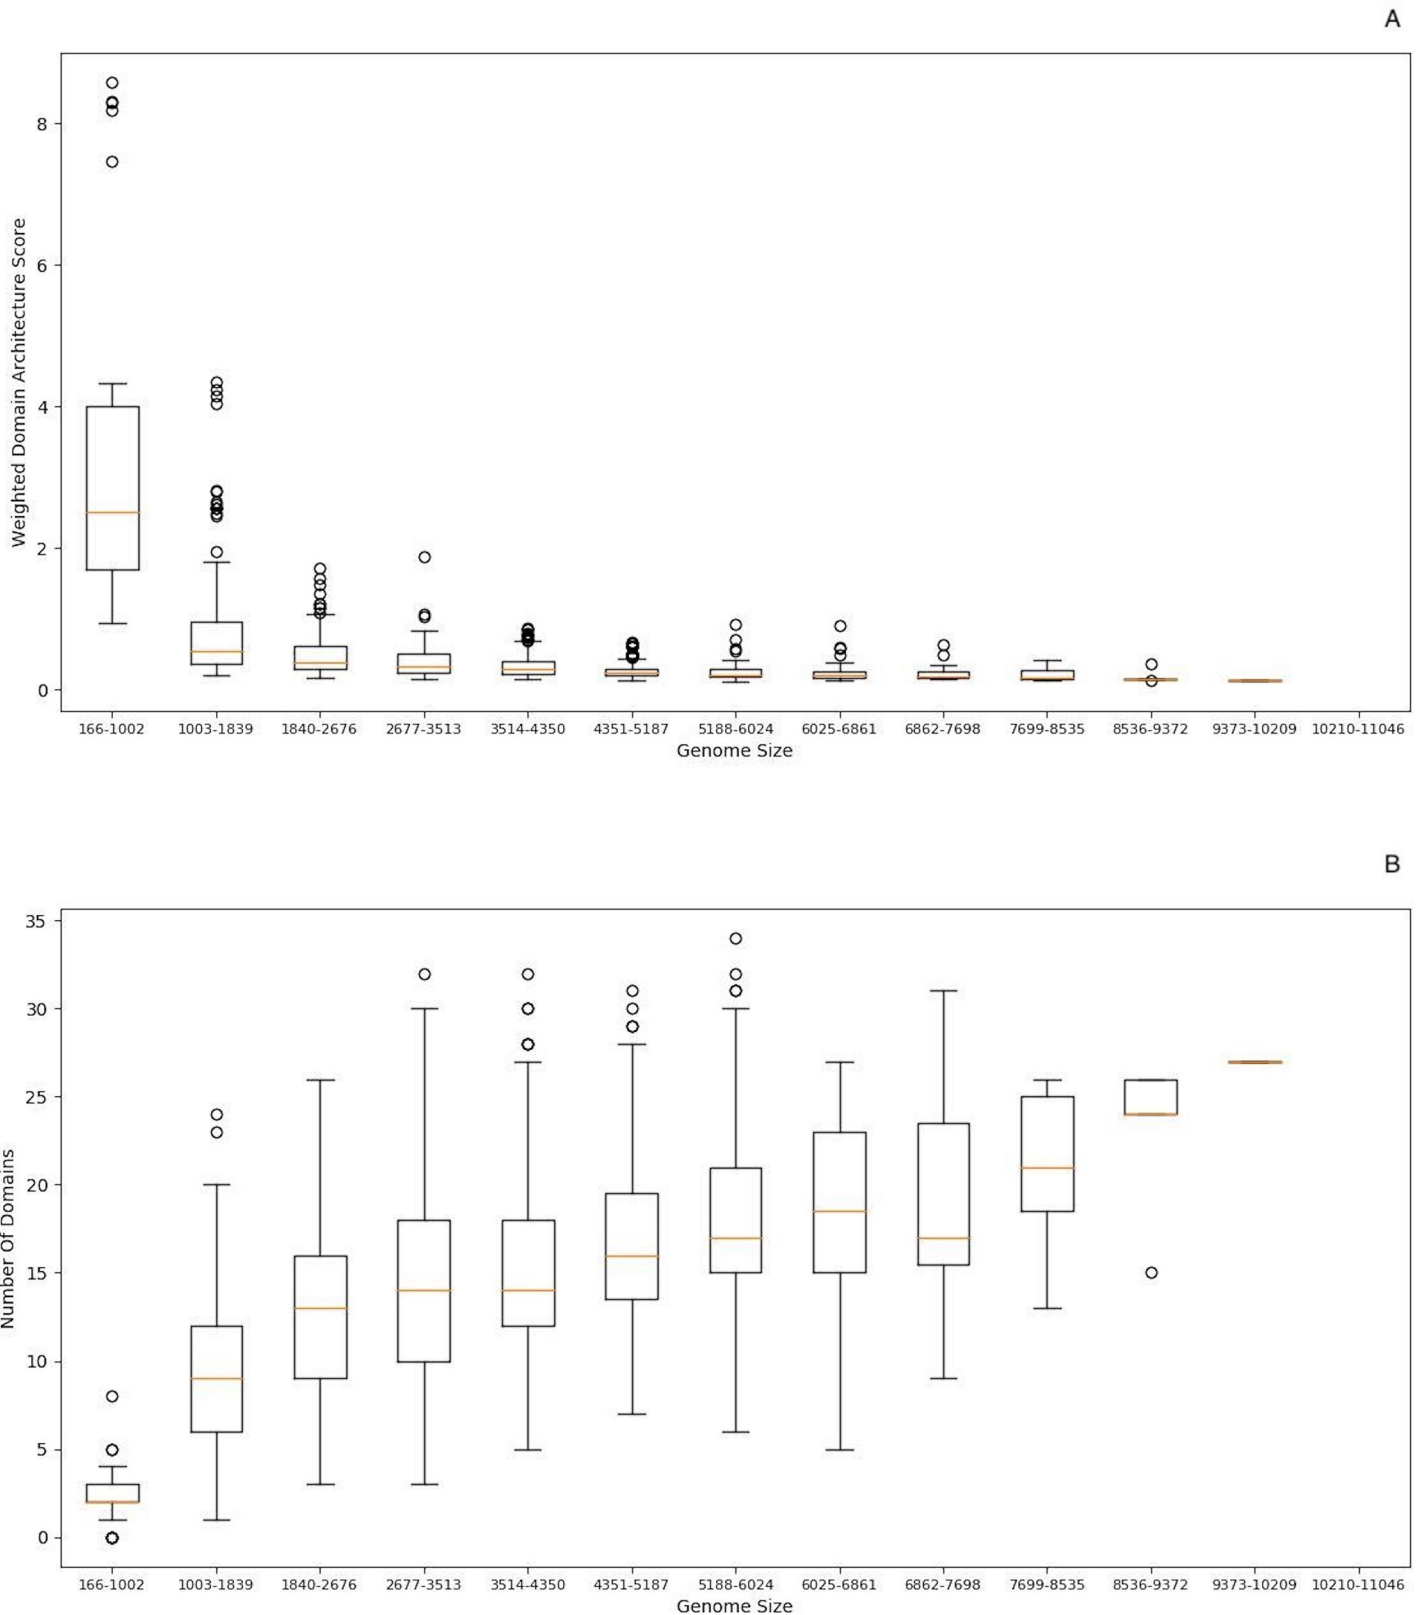 A
8
6
4
2
0
Weighted Domain Architecture Score
166-1002 1003-1839 1840-2676 2677-3513 3514-4350 4351-5187 5188-6024 6025-6861 6862-7698 7699-8535 8536-9372 9373-10209 10210-11046
Genome Size
B
35
30
25
20
15
10
5
0
Number Of Domains
166-1002 1003-1839 1840-2676 2677-3513 3514-4350 4351-5187 5188-6024 6025-6861 6862-7698 7699-8535 8536-9372 9373-10209 10210-11046
Genome Size